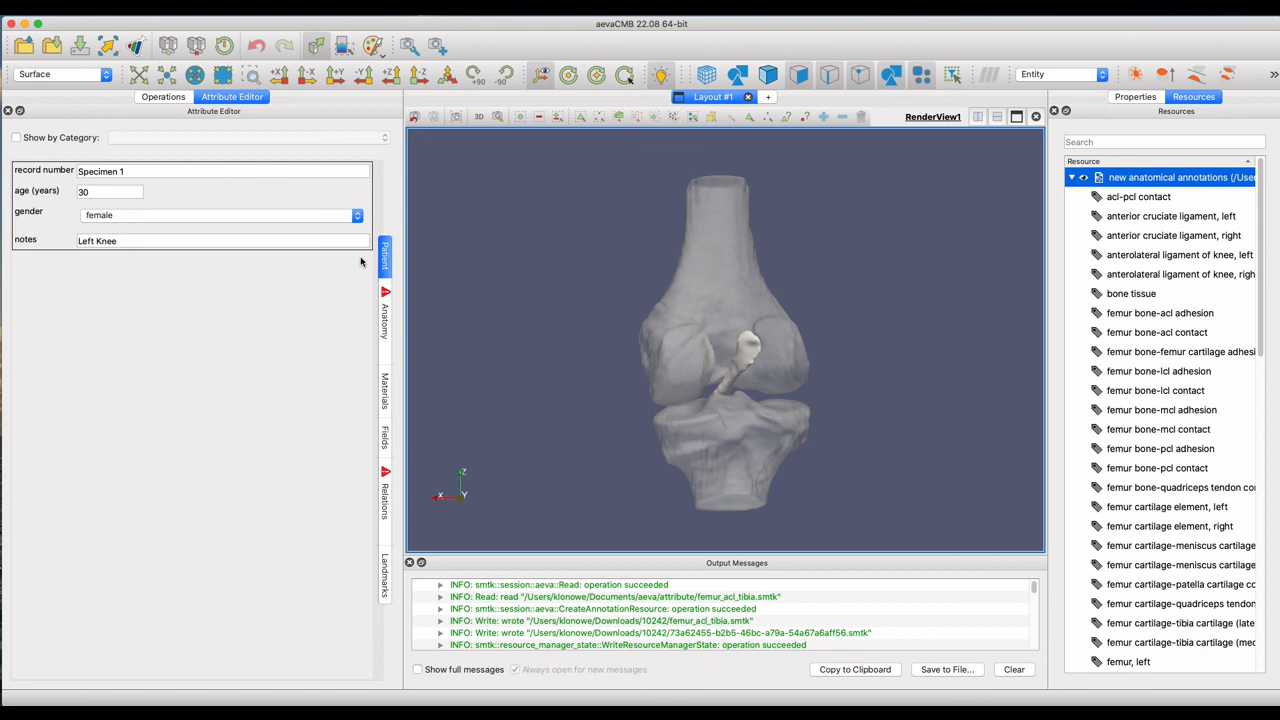 aevaCMB 22.08 64-bit
Surface
+X
-X
+Y
-Y
+Z
-Z
+90
-90
Entity
Operations
Attribute Editor
Layout #1
+
Properties
Resources
Attribute Editor
3D
RenderView1
Resources
Show by Category:
Search
Resource
record number
Specimen 1
age (years)
30
gender
female
notes
Left Knee
Patient
Anatomy
Materials
Fields
Relations
Landmarks
Z
X
Y
new anatomical annotations (/User
acl-pcl contact
anterior cruciate ligament, left
anterior cruciate ligament, right
anterolateral ligament of knee, left
anterolateral ligament of knee, righ
bone tissue
femur bone-acl adhesion
femur bone-acl contact
femur bone-femur cartilage adhesi
femur bone-lcl adhesion
femur bone-lcl contact
femur bone-mcl adhesion
femur bone-mcl contact
femur bone-pcl adhesion
femur bone-pcl contact
femur bone-quadriceps tendon co
femur cartilage element, left
femur cartilage element, right
femur cartilage-meniscus cartilage
femur cartilage-meniscus cartilage
femur cartilage-patella cartilage co
femur cartilage-quadriceps tendon
femur cartilage-tibia cartilage (late
femur cartilage-tibia cartilage (med
femur, left
Output Messages
INFO: smtk::session::aeva::Read: operation succeeded
INFO: Read: read "/Users/klonowe/Documents/aeva/attribute/femur_acl_tibia.smtk"
INFO: smtk::session::aeva::CreateAnnotationResource: operation succeeded
INFO: Write: wrote "/Users/klonowe/Downloads/10242/femur_acl_tibia.smtk"
INFO: Write: wrote "/Users/klonowe/Downloads/10242/73a62455-b2b5-46bc-a79a-54a67a6aff56.smtk"
INFO: smtk::resource_manager_state::WriteResourceManagerState: operation succeeded
Show full messages
Always open for new messages
Copy to Clipboard
Save to File...
Clear